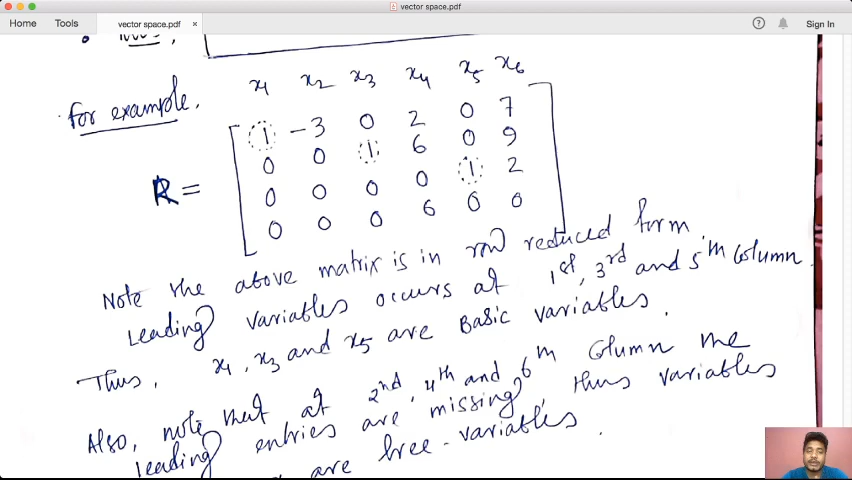 vector space.pdf
Home Tools vector space.pdf × ? Sign In
For example.
x1 x2 x3 x4 x5 x6
1 -3 0 2 0 7
0 0 1 6 0 9
R =
0 0 0 0 1 2
0 0 0 6 0 0
Note the above matrix is in row reduced form.
Leading variables occurs at 1st, 3rd and 5th Column.
Thus, x1, x3 and x5 are Basic variables.
Also, note that at 2nd, 4th and 6th Column the
leading entries are missing, thus variables
are free-variables.